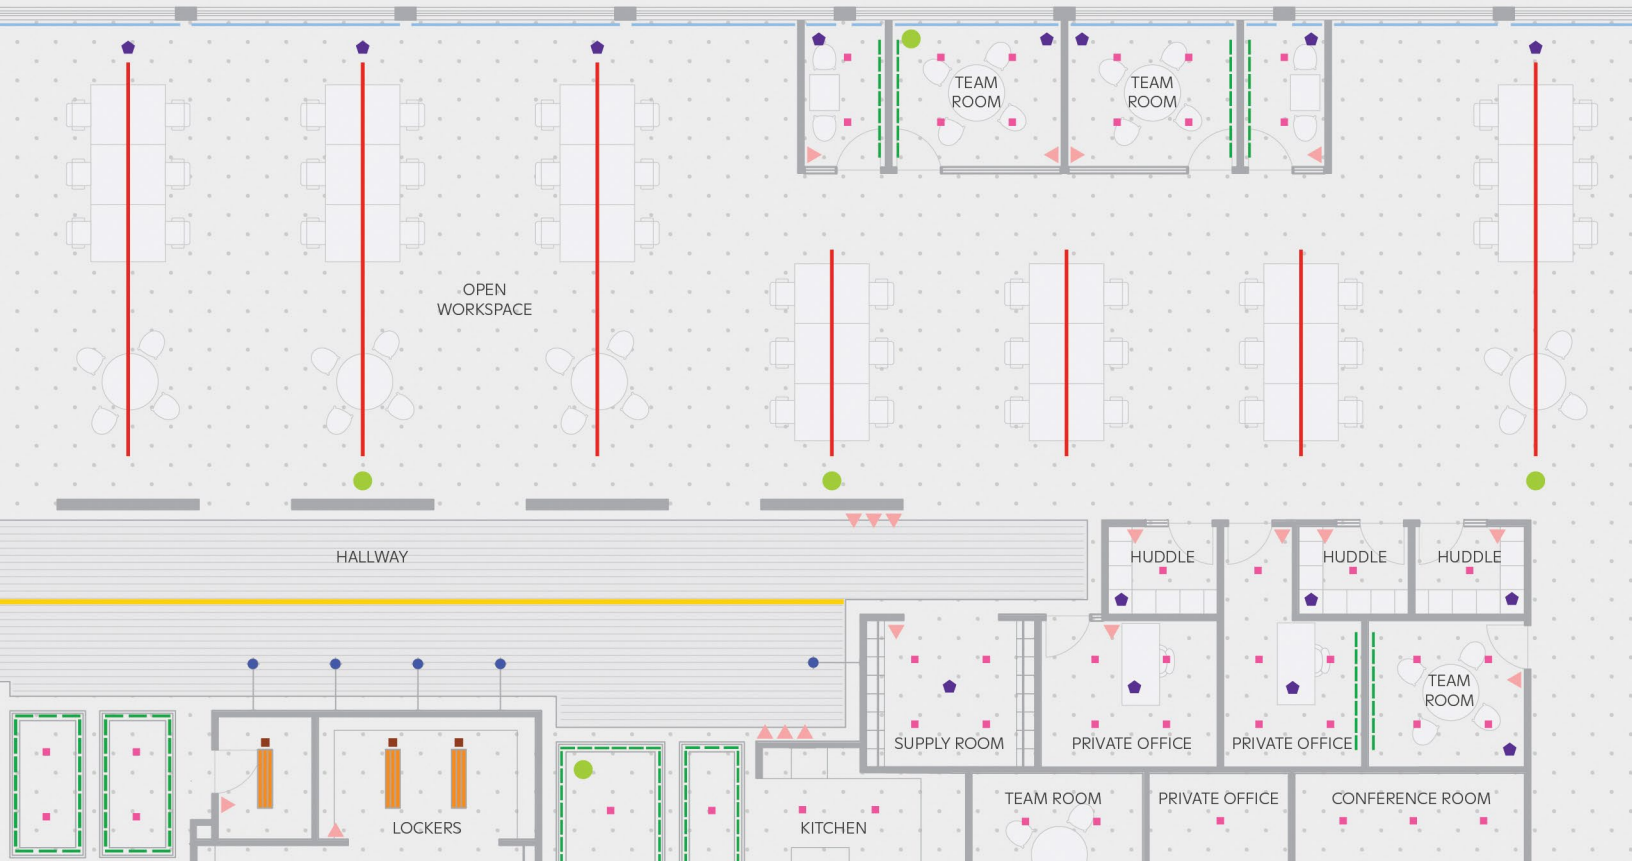 TEAM
ROOM
TEAM
ROOM
OPEN
WORKSPACE
HALLWAY
HUDDLE
HUDDLE
HUDDLE
TEAM
ROOM
SUPPLY ROOM
PRIVATE OFFICE
PRIVATE OFFICE
TEAM ROOM
PRIVATE OFFICE
CONFERENCE ROOM
LOCKERS
KITCHEN